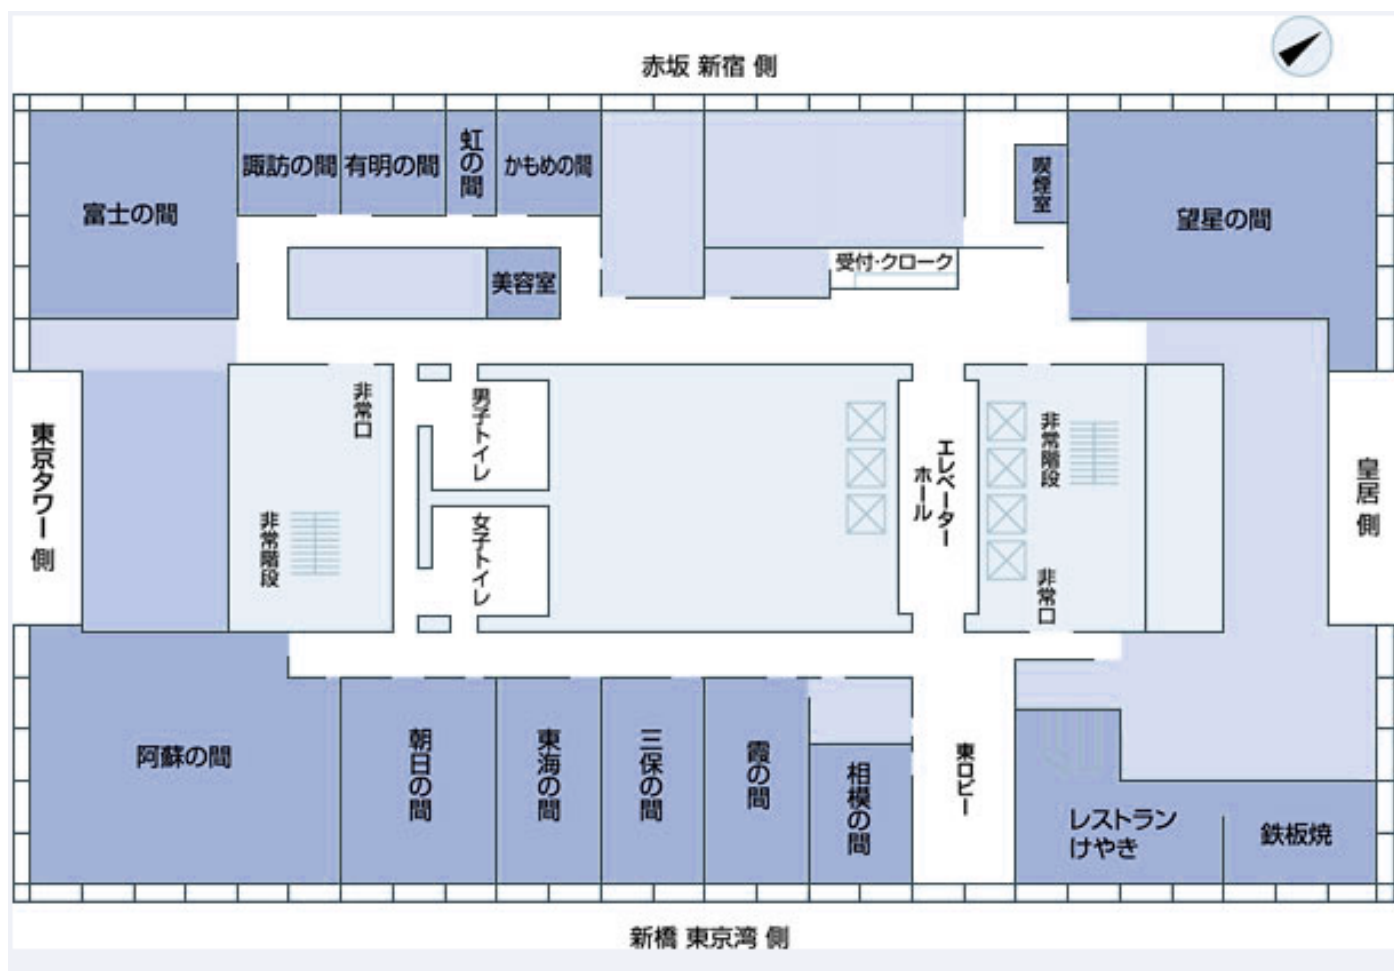 赤坂 新宿 側
諏訪の間
有明の間
虹の間
かもめの間
喫煙室
富士の間
望星の間
受付・クローク
美容室
非常口
男子トイレ
東京タワー 側
エレベーター
ホール
非常階段
皇居 側
非常階段
女子トイレ
非常口
阿蘇の間
朝日の間
東海の間
三保の間
霞の間
相模の間
東ロビー
レストラン
けやき
鉄板焼
新橋 東京湾 側